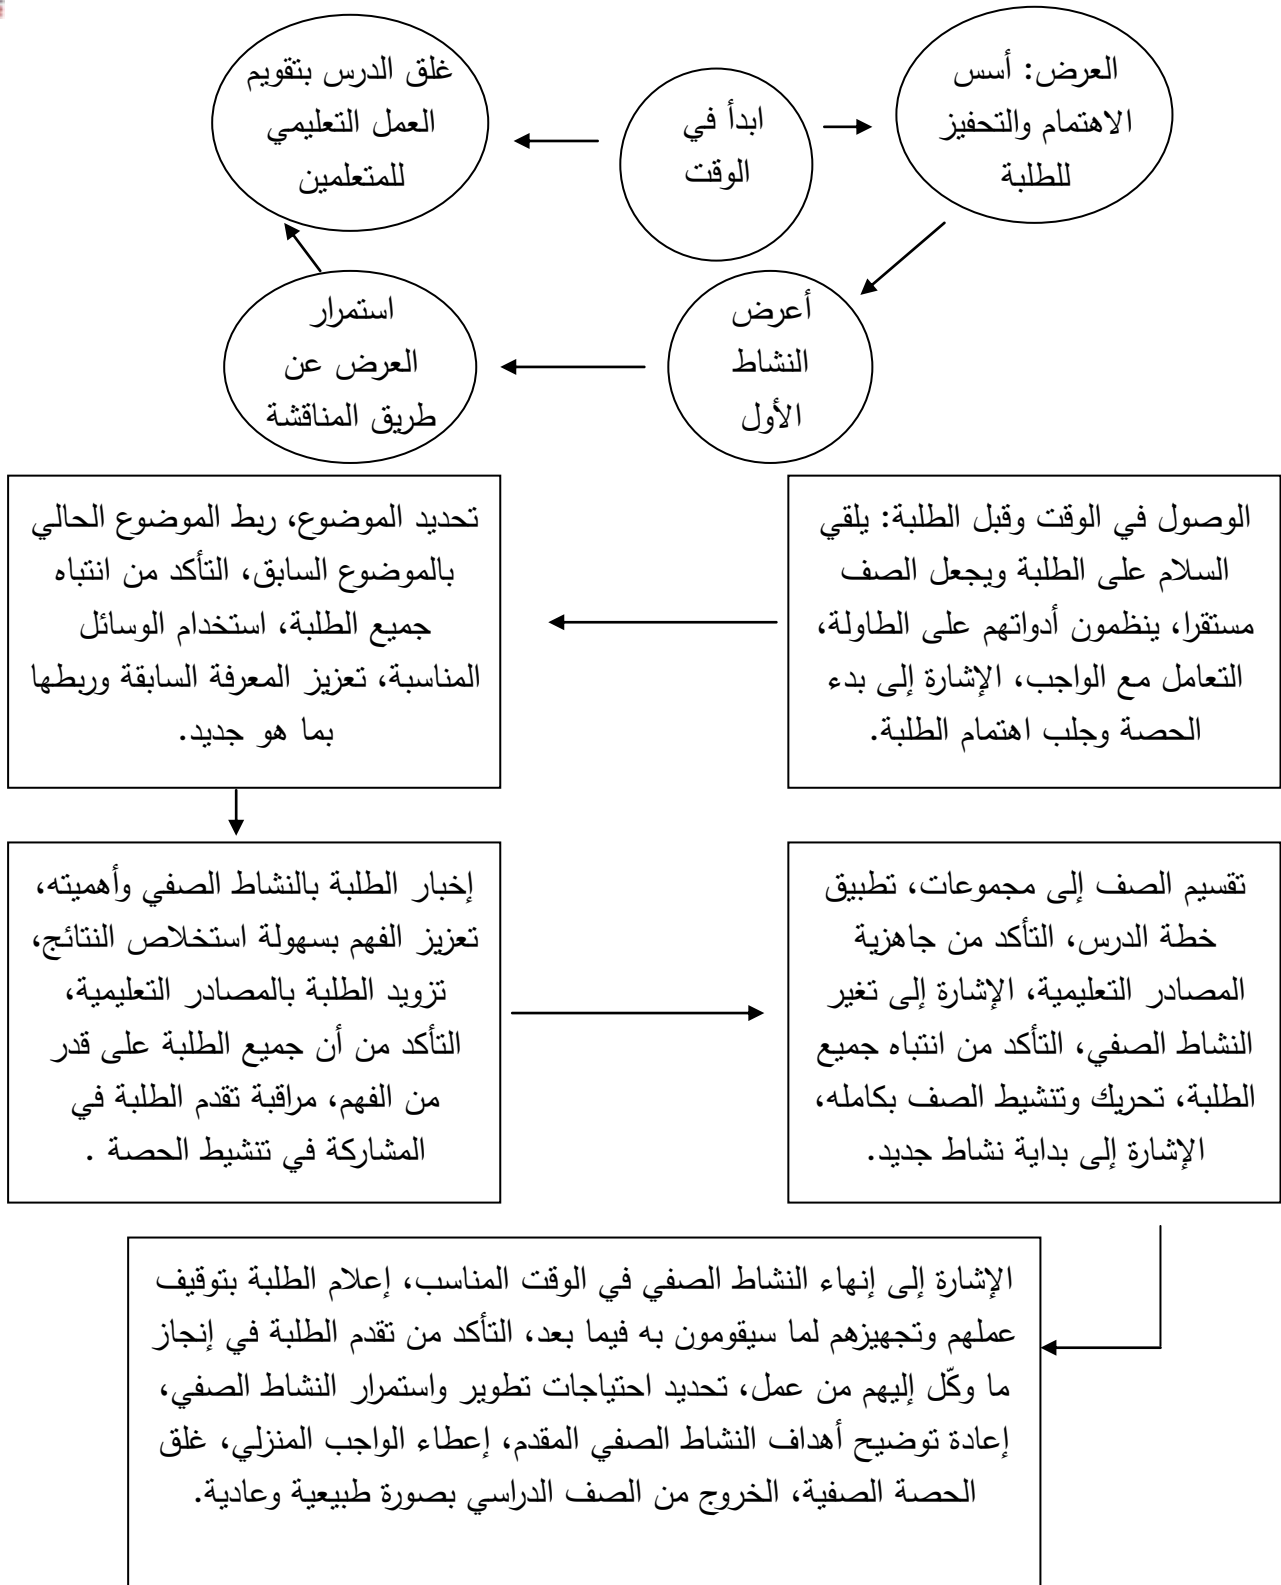 العرض: أسس
الاهتمام والتحفيز
للطلبة
ابدأ في
الوقت
غلق الدرس بتقويم
العمل التعليمي
للمتعلمين
أعرض
النشاط
الأول
استمرار
العرض عن
طريق المناقشة
الوصول في الوقت وقبل الطلبة: يلقي
السلام على الطلبة ويجعل الصف
مستقرا، ينظمون أدواتهم على الطاولة،
التعامل مع الواجب، الإشارة إلى بدء
الحصة وجلب اهتمام الطلبة.
تحديد الموضوع، ربط الموضوع الحالي
بالموضوع السابق، التأكد من انتباه
جميع الطلبة، استخدام الوسائل
المناسبة، تعزيز المعرفة السابقة وربطها
بما هو جديد.
إخبار الطلبة بالنشاط الصفي وأهميته،
تعزيز الفهم بسهولة استخلاص النتائج،
تزويد الطلبة بالمصادر التعليمية،
التأكد من أن جميع الطلبة على قدر
من الفهم، مراقبة تقدم الطلبة في
المشاركة في تنشيط الحصة .
تقسيم الصف إلى مجموعات، تطبيق
خطة الدرس، التأكد من جاهزية
المصادر التعليمية، الإشارة إلى تغير
النشاط الصفي، التأكد من انتباه جميع
الطلبة، تحريك وتنشيط الصف بكامله،
الإشارة إلى بداية نشاط جديد.
الإشارة إلى إنهاء النشاط الصفي في الوقت المناسب، إعلام الطلبة بتوقيف
عملهم وتجهيزهم لما سيقومون به فيما بعد، التأكد من تقدم الطلبة في إنجاز
ما وكّل إليهم من عمل، تحديد احتياجات تطوير واستمرار النشاط الصفي،
إعادة توضيح أهداف النشاط الصفي المقدم، إعطاء الواجب المنزلي، غلق
الحصة الصفية، الخروج من الصف الدراسي بصورة طبيعية وعادية.